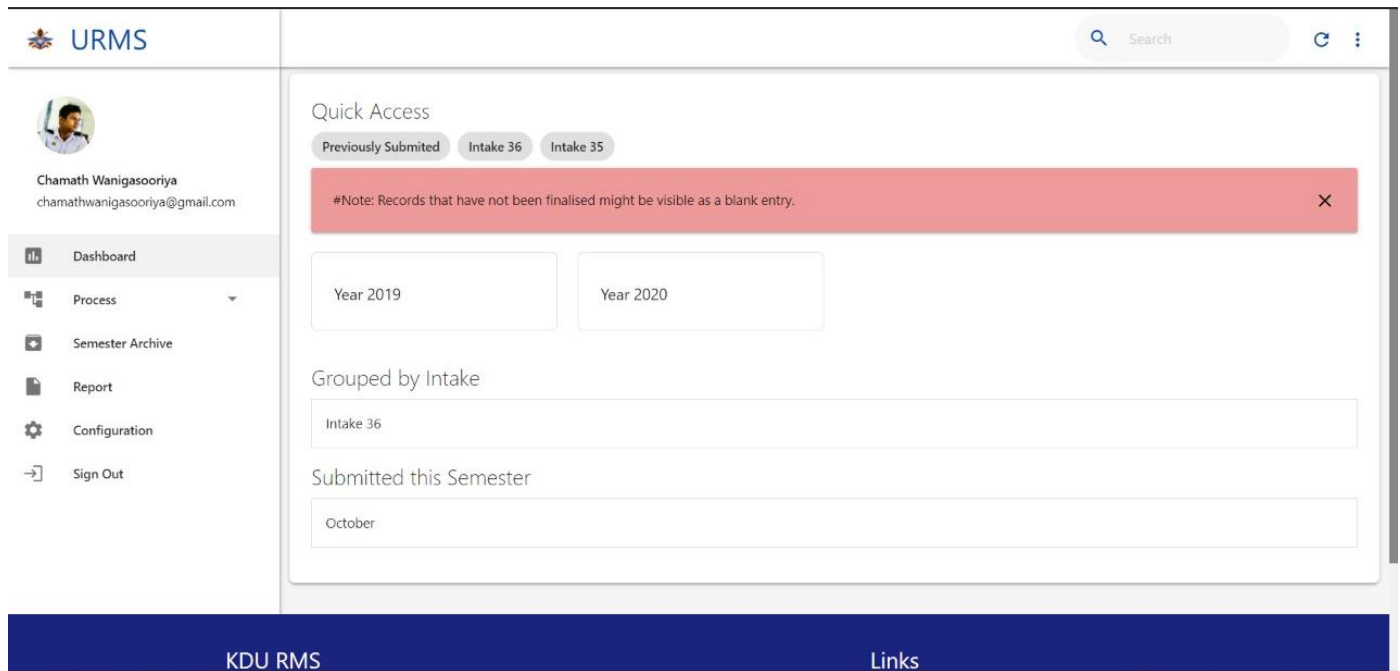 URMS
Search
Chamath Wanigasooriya
chamathwanigasooriya@gmail.com
Dashboard
Process
Semester Archive
Report
Configuration
Sign Out
Quick Access
Previously Submited Intake 36 Intake 35
#Note: Records that have not been finalised might be visible as a blank entry.
Year 2019 Year 2020
Grouped by Intake
Intake 36
Submitted this Semester
October
KDU RMS Links